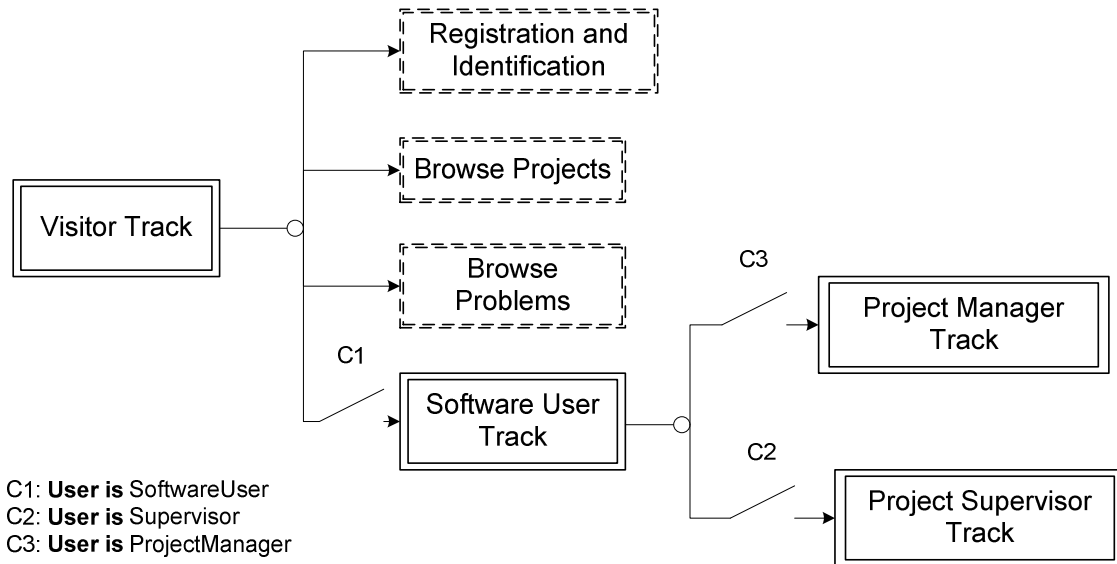 Registration and
Identification
Browse Projects
Visitor Track
Browse
Problems
C3
Project Manager
Track
C1
Software User
Track
C2
Project Supervisor
Track
C1: User is SoftwareUser
C2: User is Supervisor
C3: User is ProjectManager